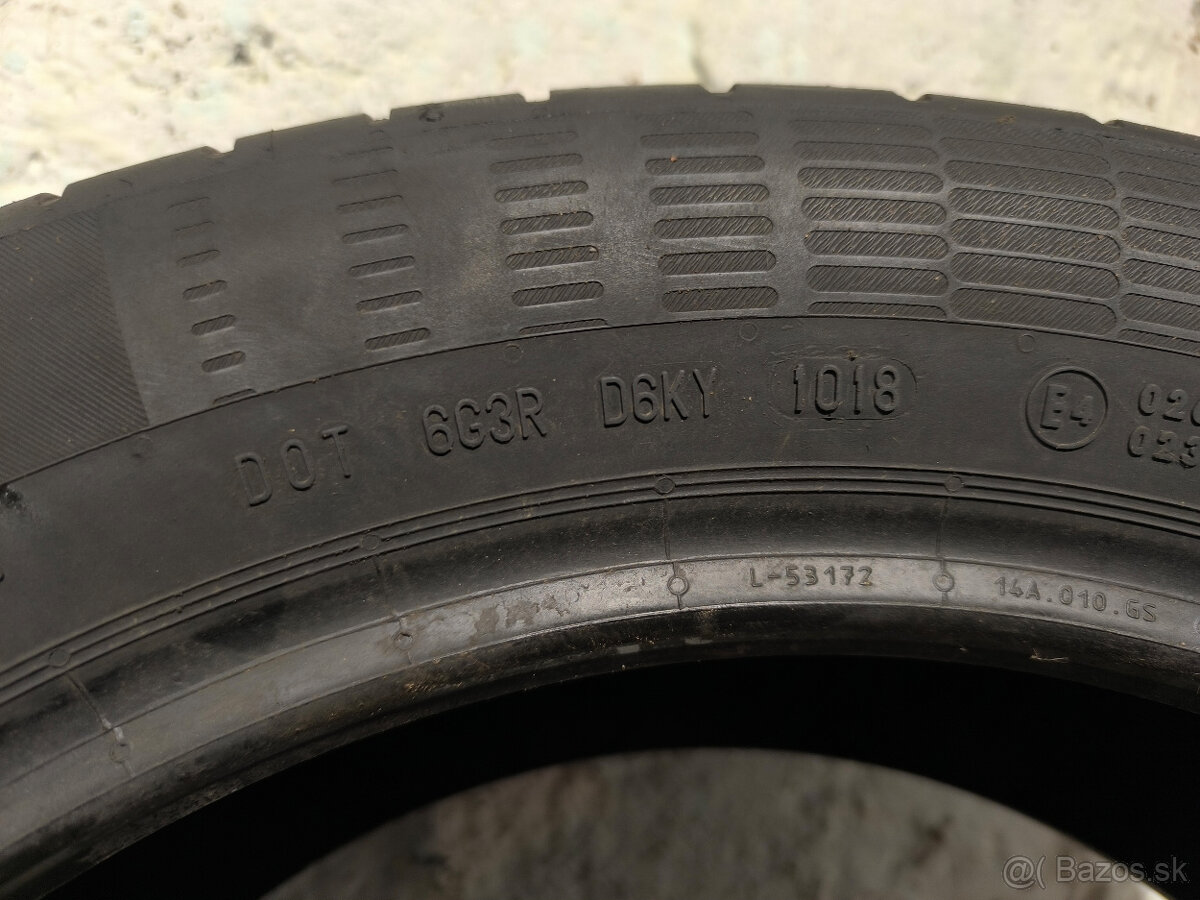 DOT 6G3R D6KY 1018 E4
L-53172 14A.010.GS
@( Bazos.sk